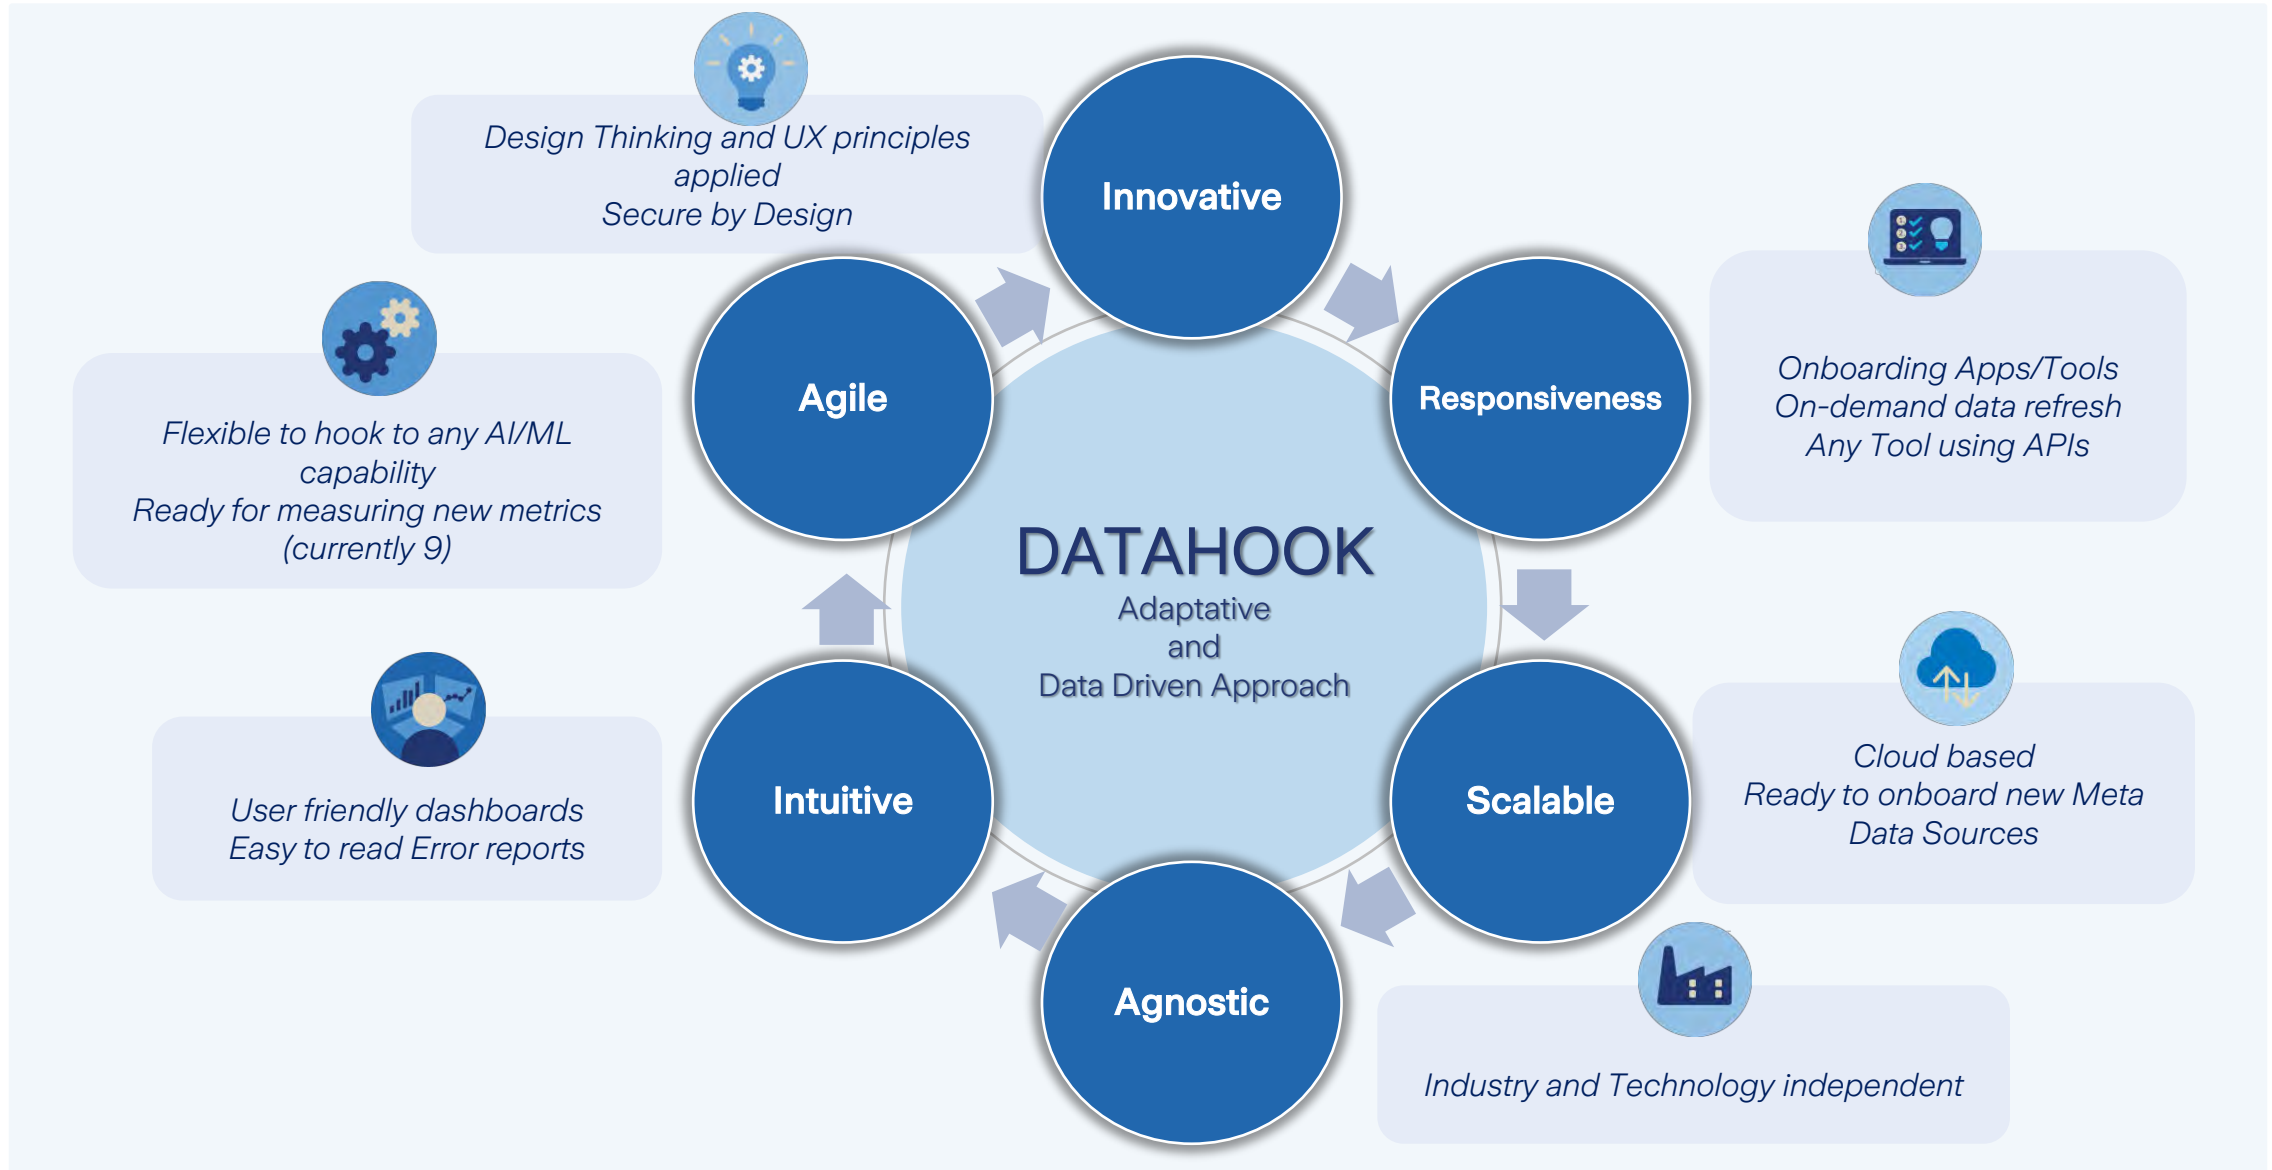 Design Thinking and UX principles
applied
Secure by Design
Innovative
Onboarding Apps/Tools
On-demand data refresh
Any Tool using APIs
Responsiveness
Agile
Flexible to hook to any AI/ML
capability
Ready for measuring new metrics
(currently 9)
DATAHOOK
Adaptative
and
Data Driven Approach
Cloud based
Ready to onboard new Meta
Data Sources
Scalable
Intuitive
User friendly dashboards
Easy to read Error reports
Agnostic
Industry and Technology independent
1
2
3